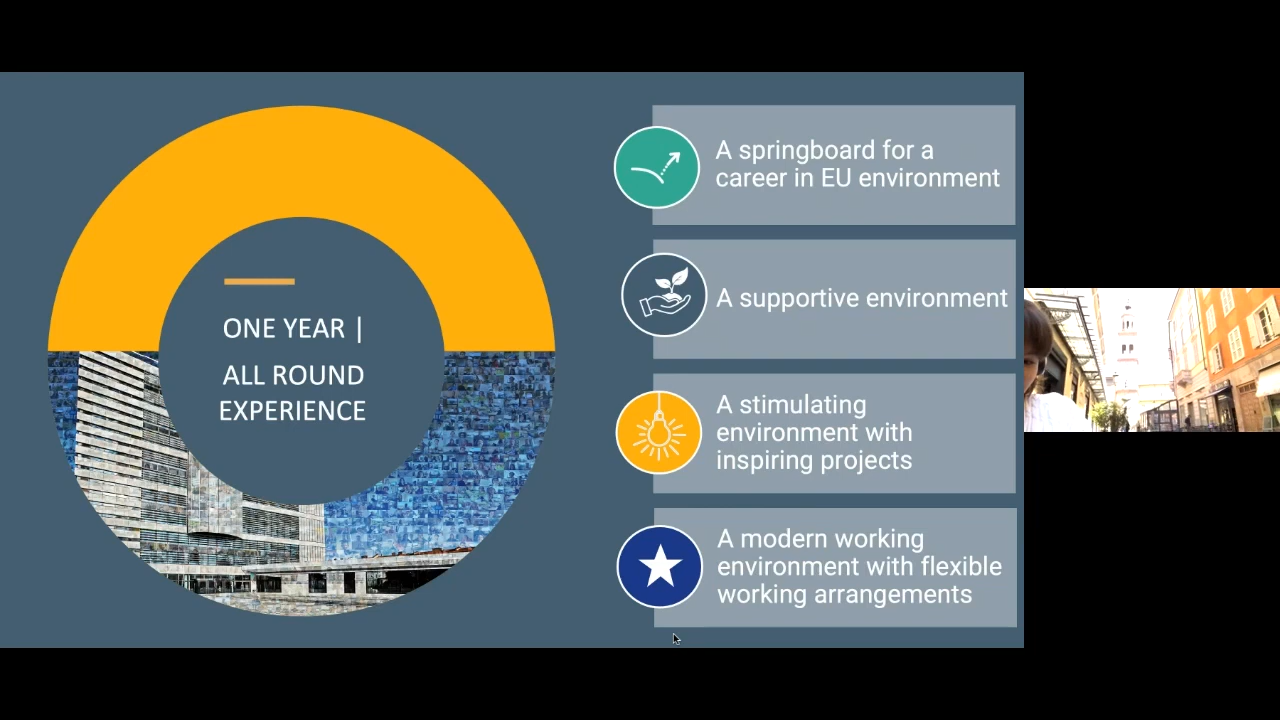 ONE YEAR |
ALL ROUND
EXPERIENCE
A springboard for a
career in EU environment
A supportive environment
A stimulating
environment with
inspiring projects
A modern working
environment with flexible
working arrangements